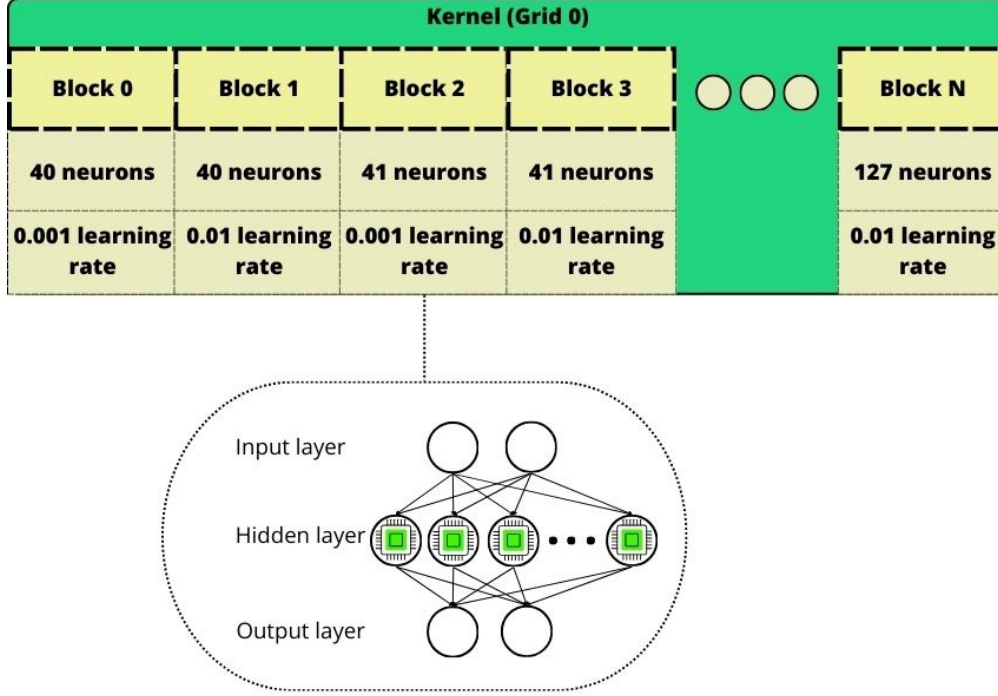 Kernel (Grid 0)
Block 0
Block 1
Block 2
Block 3
Block N
40 neurons
40 neurons
41 neurons
41 neurons
127 neurons
0.001 learning
rate
0.01 learning
rate
0.001 learning
rate
0.01 learning
rate
0.01 learning
rate
Input layer
Hidden layer
Output layer